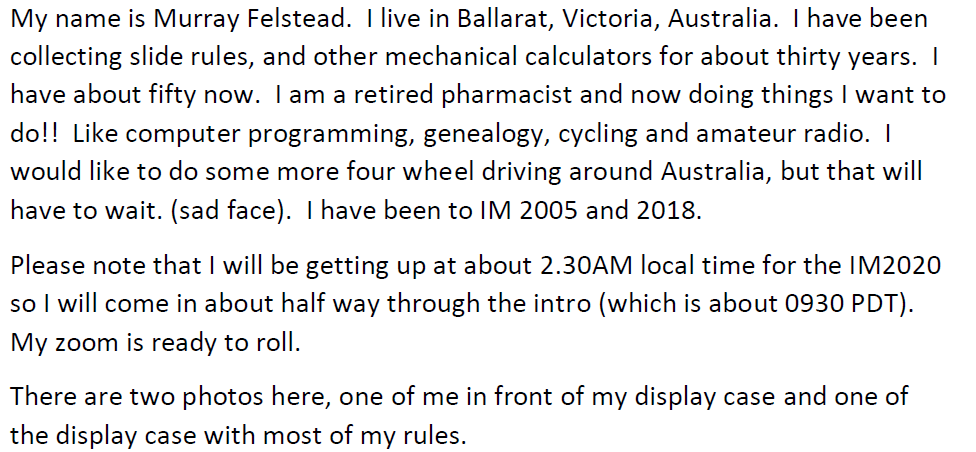 My name is Murray Felstead.  I live in Ballarat, Victoria, Australia.  I have been
collecting slide rules, and other mechanical calculators for about thirty years.  I
have about fifty now.  I am a retired pharmacist and now doing things I want to
do!!  Like computer programming, genealogy, cycling and amateur radio.  I
would like to do some more four wheel driving around Australia, but that will
have to wait. (sad face).  I have been to IM 2005 and 2018.
Please note that I will be getting up at about 2.30AM local time for the IM2020
so I will come in about half way through the intro (which is about 0930 PDT).
My zoom is ready to roll.
There are two photos here, one of me in front of my display case and one of
the display case with most of my rules.